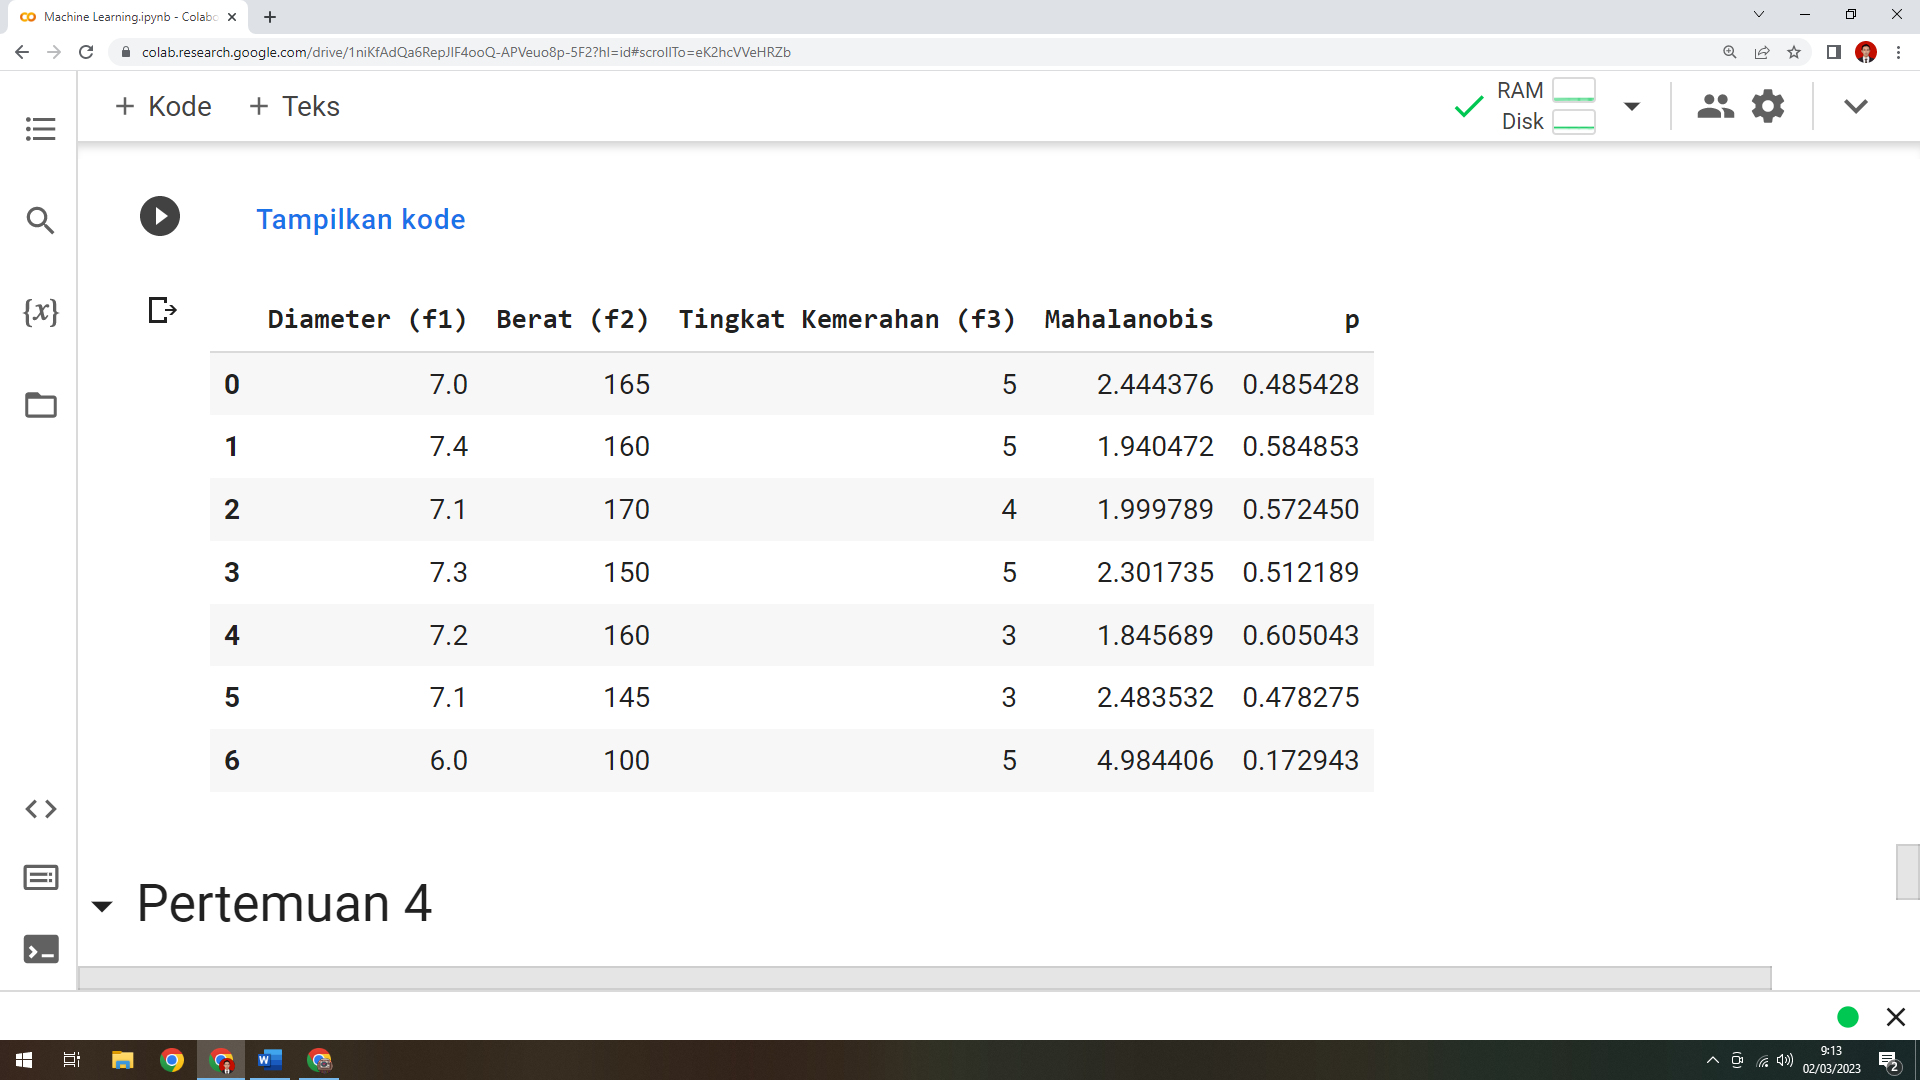 Machine Learning.ipynb - Colabo
colab.research.google.com/drive/1niKfAdQa6RepJIF4ooQ-APVeuo8p-5F2?hl=id#scrollTo=eK2hcVVeHRZb
+ Kode + Teks
RAM
Disk
{x}
Tampilkan kode
Diameter (f1) Berat (f2) Tingkat Kemerahan (f3) Mahalanobis p
0 7.0 165 5 2.444376 0.485428
1 7.4 160 5 1.940472 0.584853
2 7.1 170 4 1.999789 0.572450
3 7.3 150 5 2.301735 0.512189
4 7.2 160 3 1.845689 0.605043
5 7.1 145 3 2.483532 0.478275
6 6.0 100 5 4.984406 0.172943
Pertemuan 4
9:13
02/03/2023
2